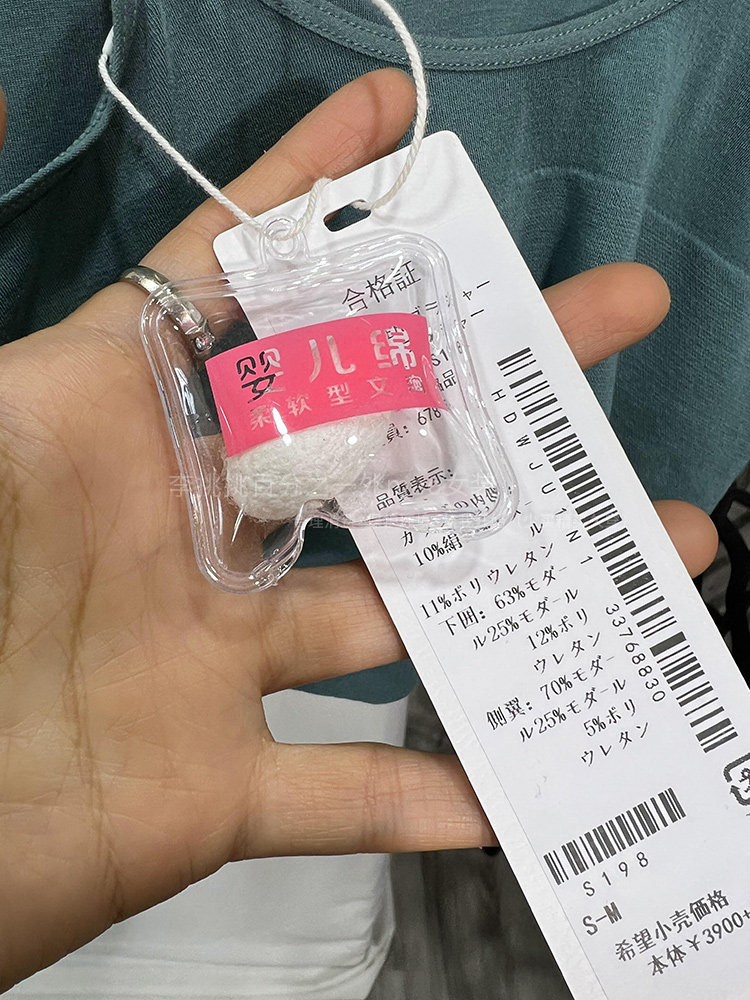 合格証
婴儿绵
柔软型文
品質表示:
10%絹
11%ポリウレタン
下囲: 63%モダー
ル25%モダール
12%ポリ
ウレタン
側翼: 70%モダー
ル25%モダール
5%ポリ
ウレタン
HDWJU1N1
33768830
S198
S-M
希望小売価格
本体￥3900+